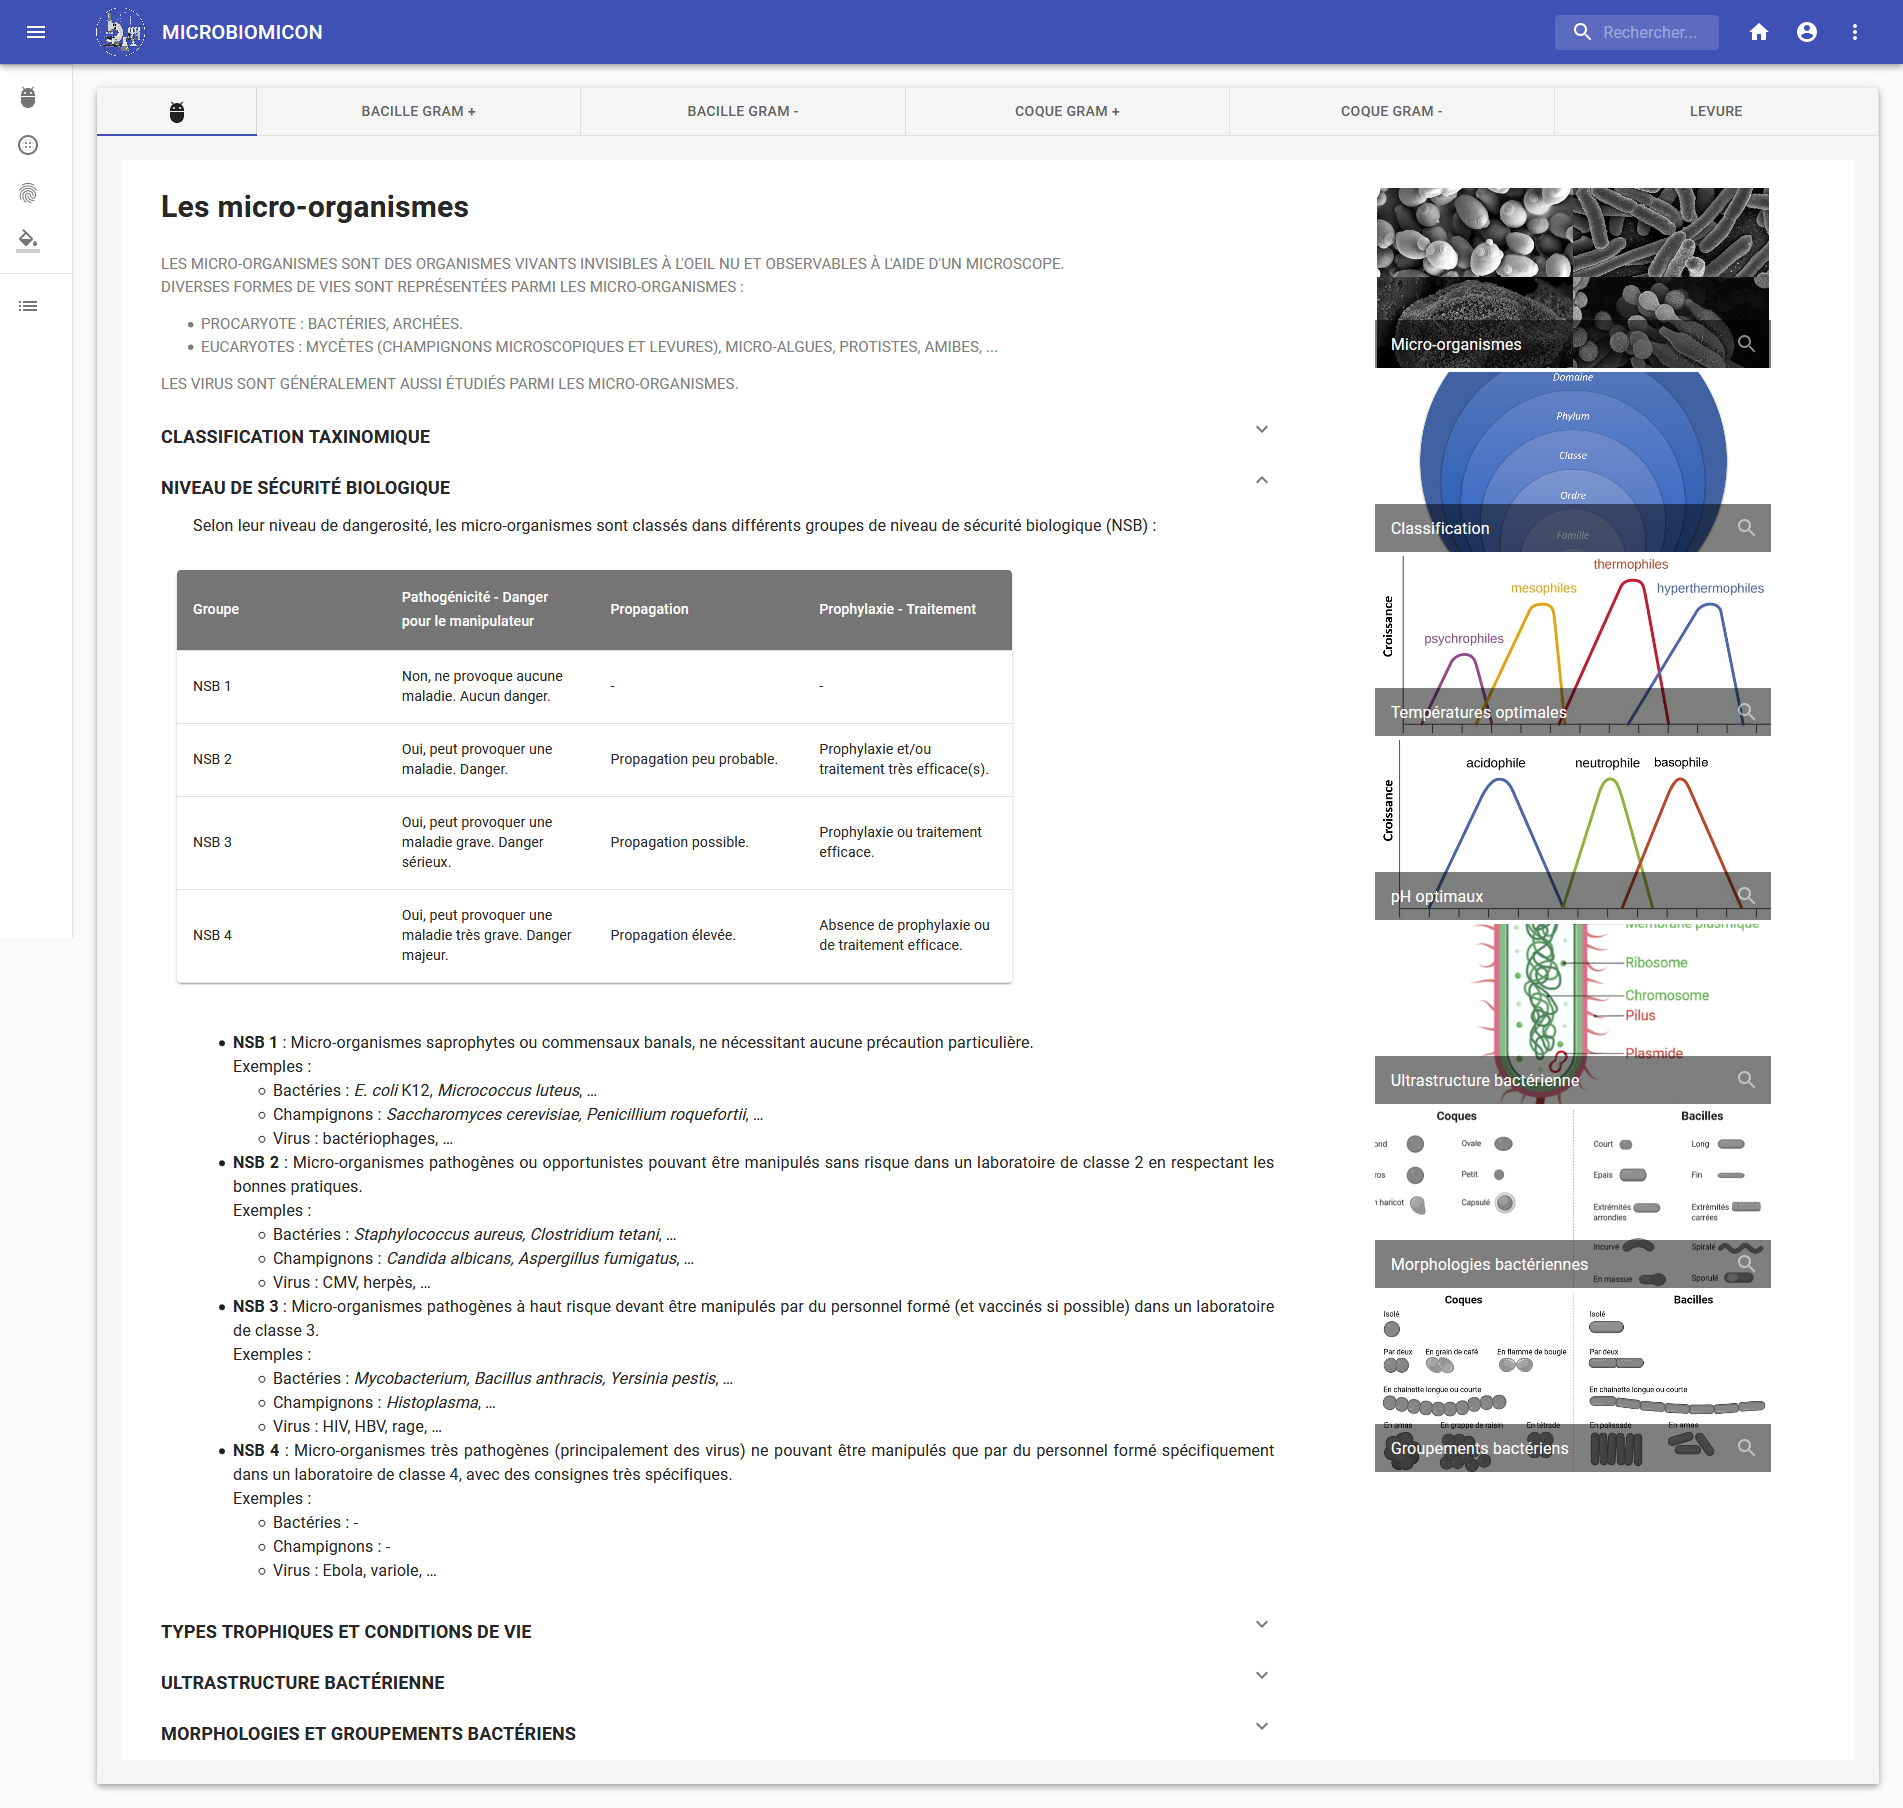 MICROBIOMICON
Rechercher...
BACILLE GRAM +
BACILLE GRAM -
COQUE GRAM +
COQUE GRAM -
LEVURE
Les micro-organismes
LES MICRO-ORGANISMES SONT DES ORGANISMES VIVANTS INVISIBLES À L'OEIL NU ET OBSERVABLES À L'AIDE D'UN MICROSCOPE.
DIVERSES FORMES DE VIES SONT REPRÉSENTÉES PARMI LES MICRO-ORGANISMES :
• PROCARYOTE : BACTÉRIES, ARCHÉES.
• EUCARYOTES : MYCÈTES (CHAMPIGNONS MICROSCOPIQUES ET LEVURES), MICRO-ALGUES, PROTISTES, AMIBES, ...
LES VIRUS SONT GÉNÉRALEMENT AUSSI ÉTUDIÉS PARMI LES MICRO-ORGANISMES.
CLASSIFICATION TAXINOMIQUE
NIVEAU DE SÉCURITÉ BIOLOGIQUE
Selon leur niveau de dangerosité, les micro-organismes sont classés dans différents groupes de niveau de sécurité biologique (NSB) :
Groupe
Pathogénicité - Danger
pour le manipulateur
Propagation
Prophylaxie - Traitement
NSB 1
Non, ne provoque aucune
maladie. Aucun danger.
-
-
NSB 2
Oui, peut provoquer une
maladie. Danger.
Propagation peu probable.
Prophylaxie et/ou
traitement très efficace(s).
NSB 3
Oui, peut provoquer une
maladie grave. Danger
sérieux.
Propagation possible.
Prophylaxie ou traitement
efficace.
NSB 4
Oui, peut provoquer une
maladie très grave. Danger
majeur.
Propagation élevée.
Absence de prophylaxie ou
de traitement efficace.
• NSB 1 : Micro-organismes saprophytes ou commensaux banals, ne nécessitant aucune précaution particulière.
Exemples :
◦ Bactéries : E. coli K12, Micrococcus luteus, ...
◦ Champignons : Saccharomyces cerevisiae, Penicillium roquefortii, ...
◦ Virus : bactériophages, ...
• NSB 2 : Micro-organismes pathogènes ou opportunistes pouvant être manipulés sans risque dans un laboratoire de classe 2 en respectant les
bonnes pratiques.
Exemples :
◦ Bactéries : Staphylococcus aureus, Clostridium tetani, ...
◦ Champignons : Candida albicans, Aspergillus fumigatus, ...
◦ Virus : CMV, herpès, ...
• NSB 3 : Micro-organismes pathogènes à haut risque devant être manipulés par du personnel formé (et vaccinés si possible) dans un laboratoire
de classe 3.
Exemples :
◦ Bactéries : Mycobacterium, Bacillus anthracis, Yersinia pestis, ...
◦ Champignons : Histoplasma, ...
◦ Virus : HIV, HBV, rage, ...
• NSB 4 : Micro-organismes très pathogènes (principalement des virus) ne pouvant être manipulés que par du personnel formé spécifiquement
dans un laboratoire de classe 4, avec des consignes très spécifiques.
Exemples :
◦ Bactéries : -
◦ Champignons : -
◦ Virus : Ebola, variole, ...
TYPES TROPHIQUES ET CONDITIONS DE VIE
ULTRASTRUCTURE BACTÉRIENNE
MORPHOLOGIES ET GROUPEMENTS BACTÉRIENS
Micro-organismes
Domaine
Phylum
Classe
Ordre
Famille
Classification
thermophiles
mesophiles
hyperthermophiles
psychrophiles
Croissance
Températures optimales
acidophile
neutrophile
basophile
Croissance
pH optimaux
Membrane plasmique
Ribosome
Chromosome
Pilus
Plasmide
Ultrastructure bactérienne
Coques
Bacilles
ond
Ovale
Court
Long
ros
Petit
Epais
Fin
haricot
Capsulé
Extrémités
arrondies
Extrémités
carrées
Incurvé
Spiralé
En massue
Sporulé
Morphologies bactériennes
Coques
Bacilles
Isolé
Isolé
Par deux
En grain de café
En flamme de bougie
Par deux
En chainette longue ou courte
En chainette longue ou courte
En amas
En grappe de raisin
En tétrade
En palissade
En amas
Groupements bactériens